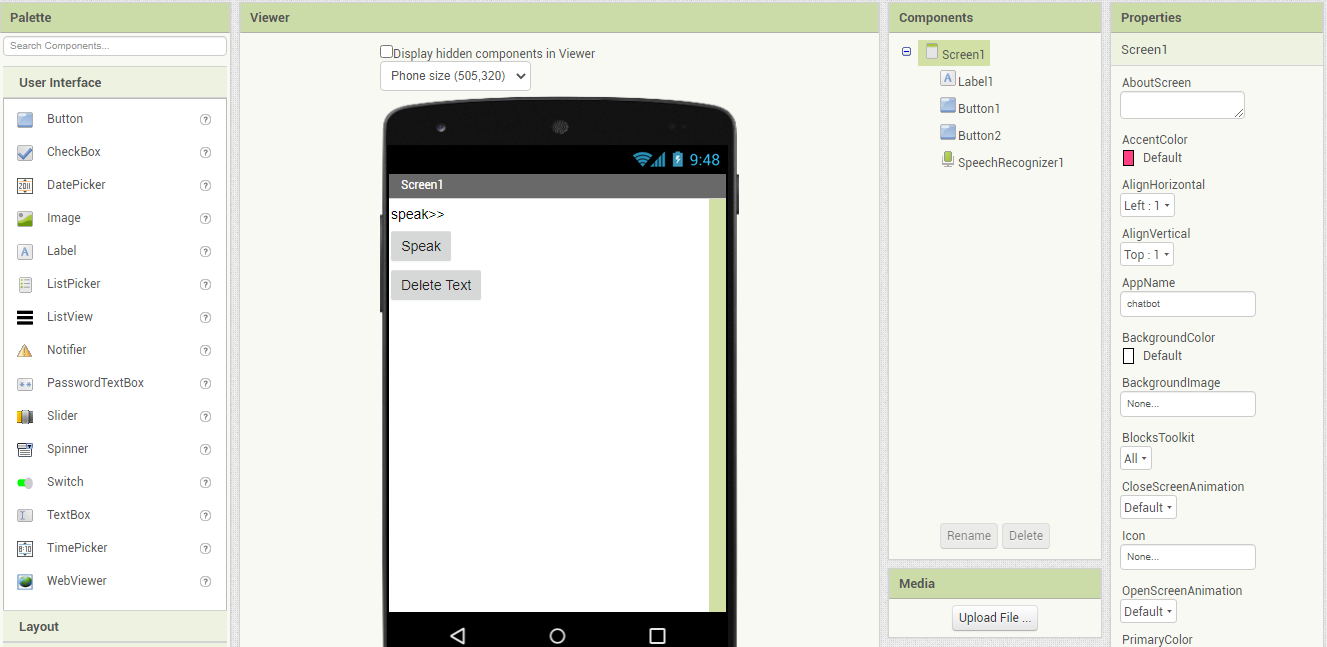 Palette
Search Components...
User Interface
Button
CheckBox
DatePicker
Image
Label
ListPicker
ListView
Notifier
PasswordTextBox
Slider
Spinner
Switch
TextBox
TimePicker
WebViewer
Layout
Viewer
Display hidden components in Viewer
Phone size (505,320)
9:48
Screen1
speak>>
Speak
Delete Text
Components
Screen1
Label1
Button1
Button2
SpeechRecognizer1
Rename Delete
Media
Upload File ...
Properties
Screen1
AboutScreen
AccentColor
Default
AlignHorizontal
Left : 1
AlignVertical
Top : 1
AppName
chatbot
BackgroundColor
Default
BackgroundImage
None...
BlocksToolkit
All
CloseScreenAnimation
Default
Icon
None...
OpenScreenAnimation
Default
PrimaryColor